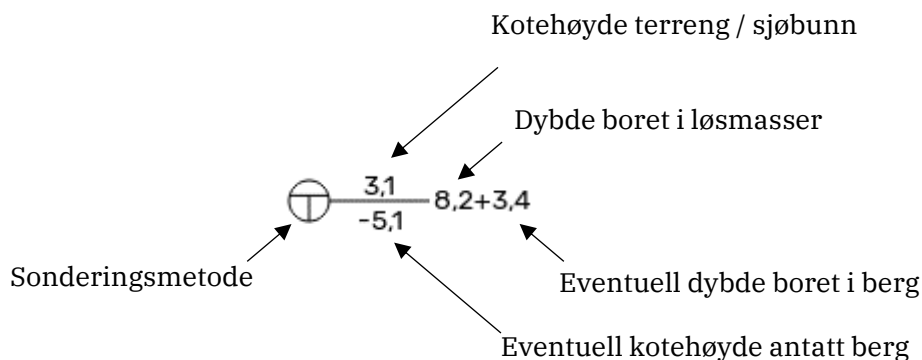 Kotehøyde terreng / sjøbunn
Dybde boret i løsmasser
3,1
8,2+3,4
-5,1
Sonderingsmetode
Eventuell dybde boret i berg
Eventuell kotehøyde antatt berg